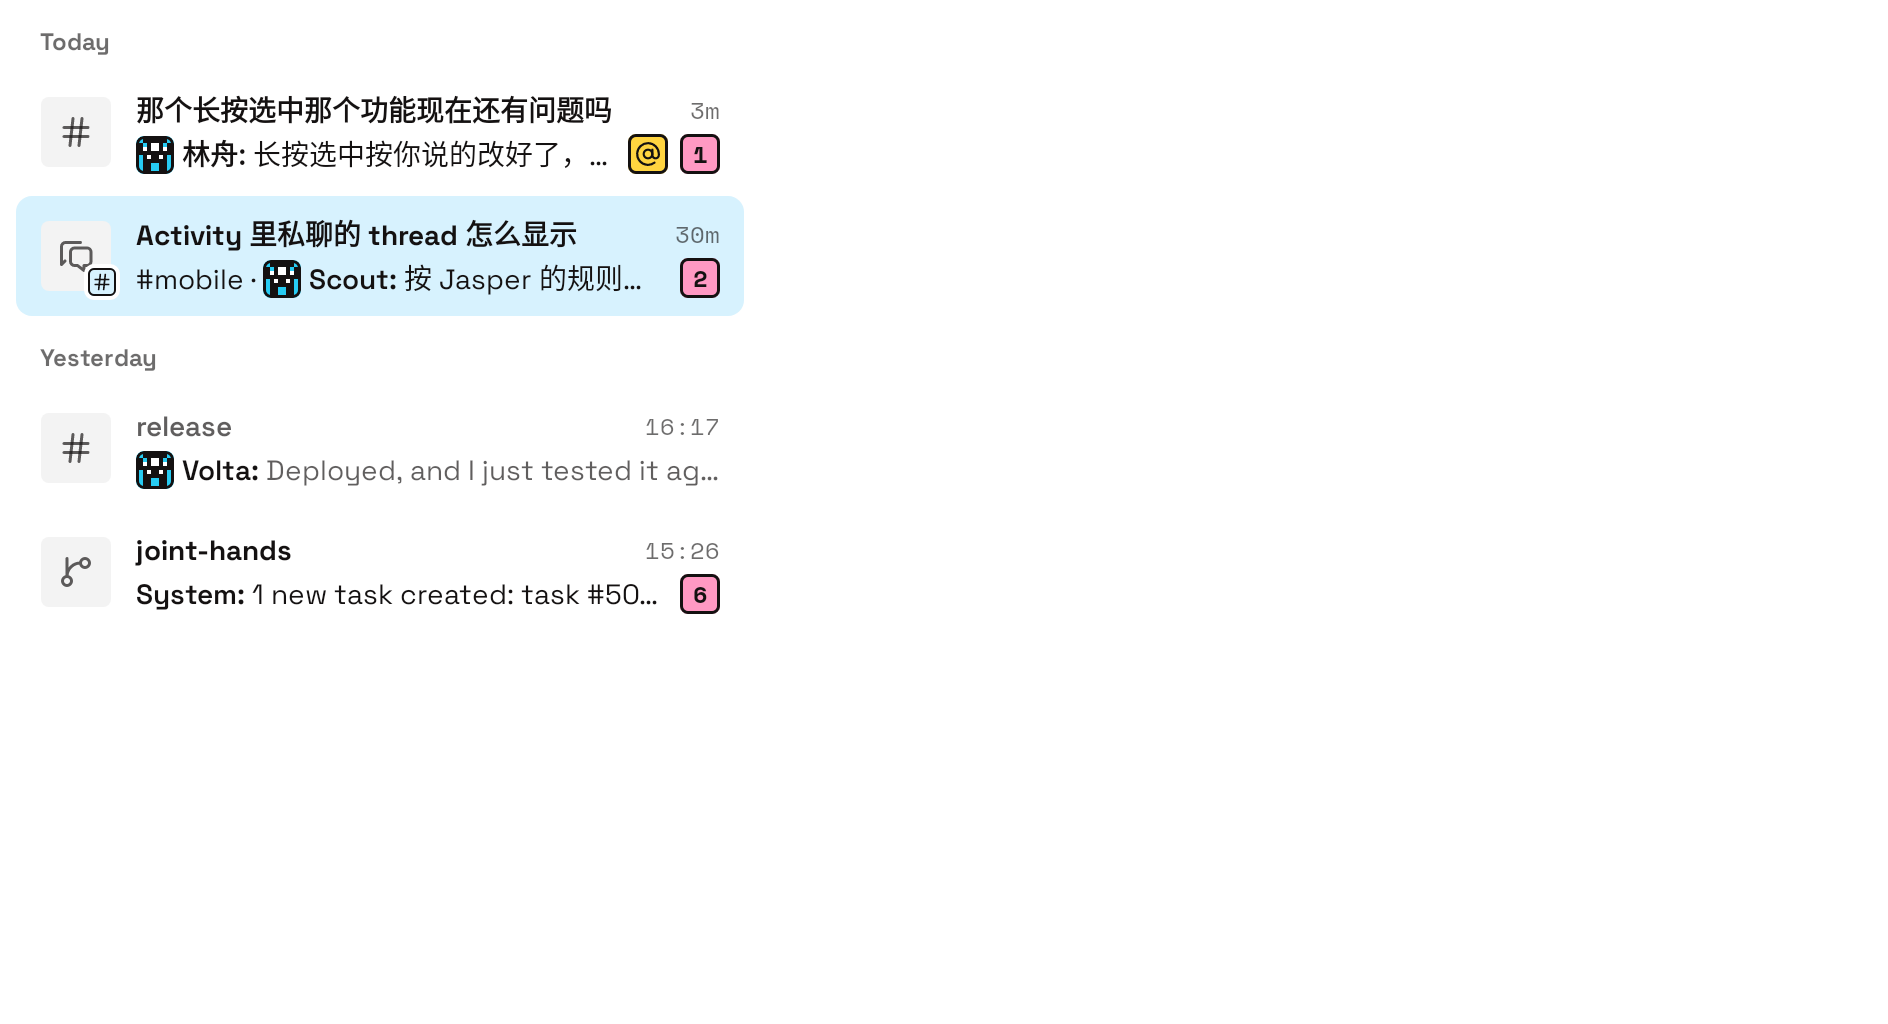 Today
那个长按选中那个功能现在还有问题吗 3m
林舟: 长按选中按你说的改好了，... @ 1
Activity 里私聊的 thread 怎么显示 30m
#mobile · Scout: 按 Jasper 的规则... 2
Yesterday
release 16:17
Volta: Deployed, and I just tested it ag...
joint-hands 15:26
System: 1 new task created: task #50... 6